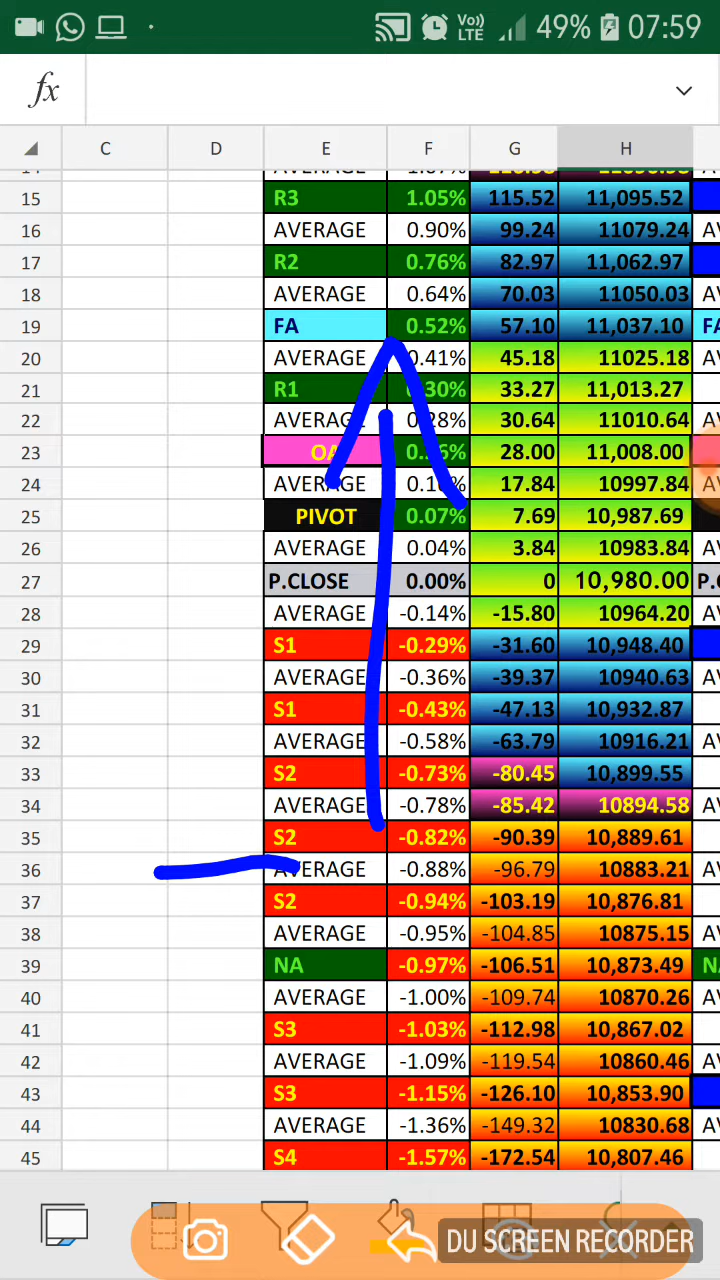 Vo)) LTE 49% 07:59
fx
C D E F G H
15 R3 1.05% 115.52 11,095.52
16 AVERAGE 0.90% 99.24 11079.24 A
17 R2 0.76% 82.97 11,062.97
18 AVERAGE 0.64% 70.03 11050.03 A
19 FA 0.52% 57.10 11,037.10 FA
20 AVERAGE 0.41% 45.18 11025.18 A
21 R1 0.30% 33.27 11,013.27
22 AVERAGE 0.28% 30.64 11010.64 A
23 28.00 11,008.00
24 AVERAGE 17.84 10997.84
25 PIVOT 0.07% 7.69 10,987.69
26 AVERAGE 0.04% 3.84 10983.84 A
27 P.CLOSE 0.00% 0 10,980.00 P.C
28 AVERAGE -0.14% -15.80 10964.20 A
29 S1 -0.29% -31.60 10,948.40
30 AVERAGE -0.36% -39.37 10940.63 A
31 S1 -0.43% -47.13 10,932.87
32 AVERAGE -0.58% -63.79 10916.21 A
33 S2 -0.73% -80.45 10,899.55
34 AVERAGE -0.78% -85.42 10894.58 A
35 S2 -0.82% -90.39 10,889.61
36 AVERAGE -0.88% -96.79 10883.21 A
37 S2 -0.94% -103.19 10,876.81
38 AVERAGE -0.95% -104.85 10875.15 A
39 NA -0.97% -106.51 10,873.49 N
40 AVERAGE -1.00% -109.74 10870.26 A
41 S3 -1.03% -112.98 10,867.02
42 AVERAGE -1.09% -119.54 10860.46 A
43 S3 -1.15% -126.10 10,853.90
44 AVERAGE -1.36% -149.32 10830.68 A
45 S4 -1.57% -172.54 10,807.46
DU SCREEN RECORDER